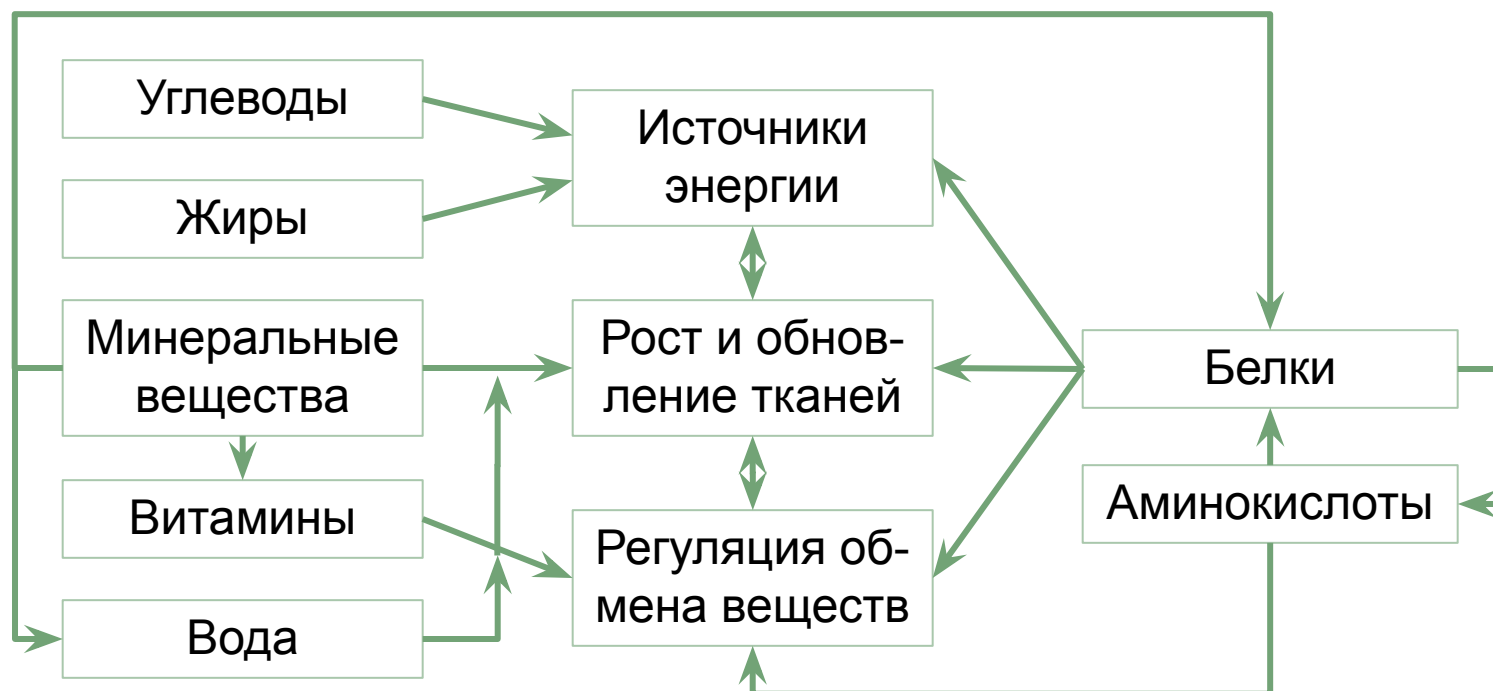 Углеводы
Жиры
Минеральные
вещества
Витамины
Вода
Источники
энергии
Рост и обнов-
ление тканей
Регуляция об-
мена веществ
Белки
Аминокислоты